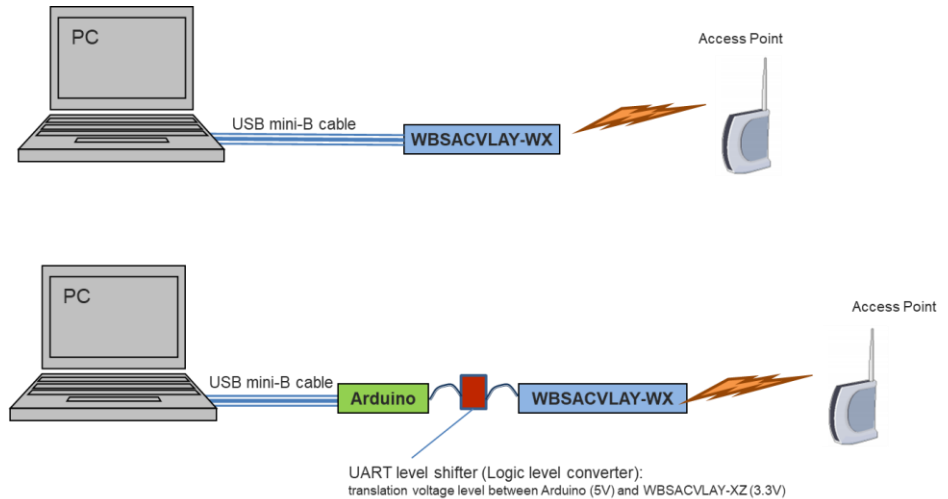 PC
Access Point
USB mini-B cable
WBSACVLAY-WX
PC
Access Point
USB mini-B cable
Arduino
WBSACVLAY-WX
UART level shifter (Logic level converter):
translation voltage level between Arduino (5V) and WBSACVLAY-XZ (3.3V)